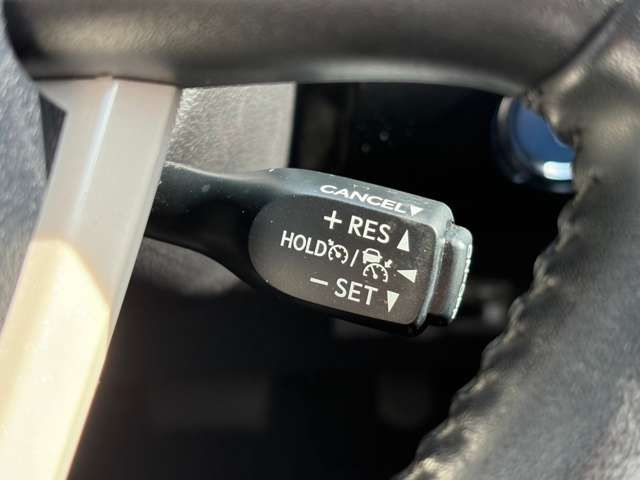 CANCEL▼
+ RES ▲
HOLD /
− SET ▼